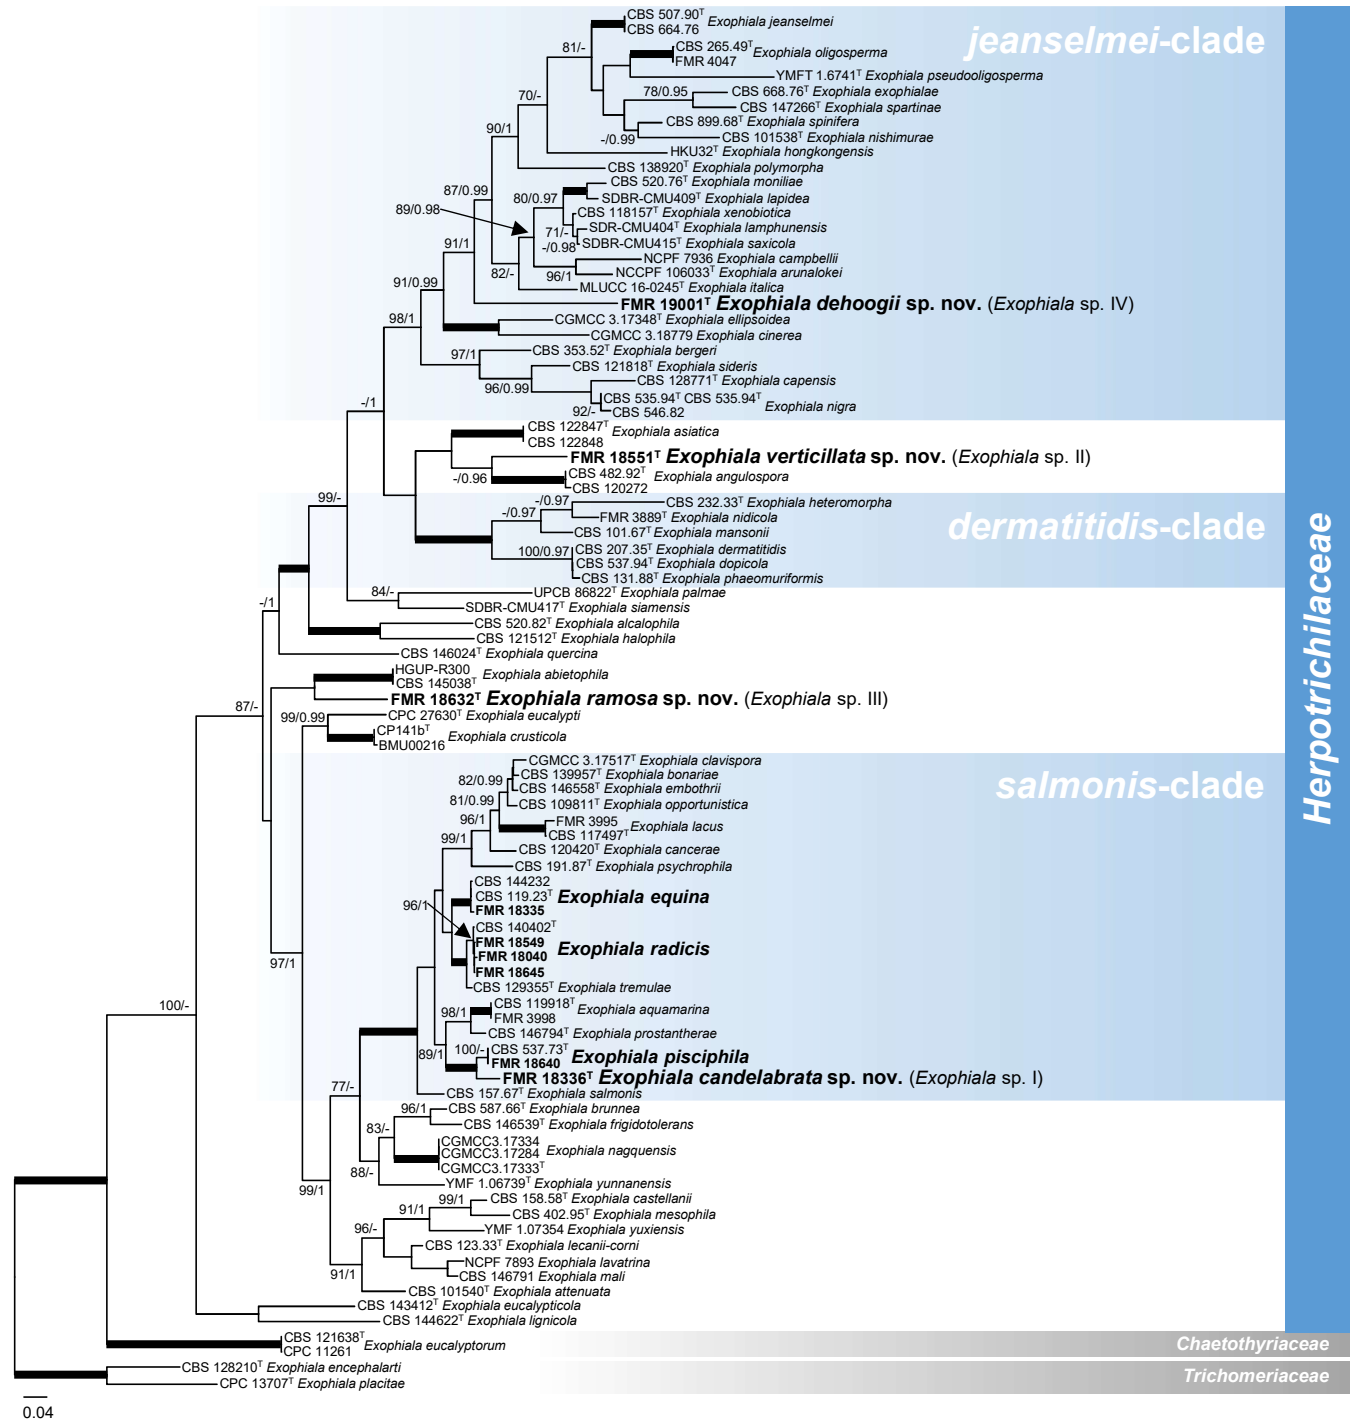 CBS 507.90ᵀ Exophiala jeanselmei
CBS 664.76
81/-
jeanselmei-clade
CBS 265.49ᵀ Exophiala oligosperma
FMR 4047
YMFT 1.6741ᵀ Exophiala pseudooligosperma
78/0.95
CBS 668.76ᵀ Exophiala exophialae
70/-
CBS 147266ᵀ Exophiala spartinae
CBS 899.68ᵀ Exophiala spinifera
90/1
-/0.99
CBS 101538ᵀ Exophiala nishimurae
HKU32ᵀ Exophiala hongkongensis
CBS 138920ᵀ Exophiala polymorpha
CBS 520.76ᵀ Exophiala moniliae
87/0.99
80/0.97
SDBR-CMU409ᵀ Exophiala lapidea
89/0.98
CBS 118157ᵀ Exophiala xenobiotica
SDR-CMU404ᵀ Exophiala lamphunensis
71/-
-/0.98
SDBR-CMU415ᵀ Exophiala saxicola
91/1
NCPF 7936 Exophiala campbellii
82/-
96/1
NCCPF 106033ᵀ Exophiala arunalokei
91/0.99
MLUCC 16-0245ᵀ Exophiala italica
FMR 19001ᵀ Exophiala dehoogii sp. nov. (Exophiala sp. IV)
98/1
CGMCC 3.17348ᵀ Exophiala ellipsoidea
CGMCC 3.18779 Exophiala cinerea
97/1
CBS 353.52ᵀ Exophiala bergeri
CBS 121818ᵀ Exophiala sideris
96/0.99
CBS 128771ᵀ Exophiala capensis
-/1
CBS 535.94ᵀ CBS 535.94ᵀ Exophiala nigra
92/-
CBS 546.82
CBS 122847ᵀ Exophiala asiatica
CBS 122848
FMR 18551ᵀ Exophiala verticillata sp. nov. (Exophiala sp. II)
-/0.96
CBS 482.92ᵀ Exophiala angulospora
CBS 120272
99/-
-/0.97
CBS 232.33ᵀ Exophiala heteromorpha
-/0.97
FMR 3889ᵀ Exophiala nidicola
dermatitidis-clade
CBS 101.67ᵀ Exophiala mansonii
100/0.97
CBS 207.35ᵀ Exophiala dermatitidis
CBS 537.94ᵀ Exophiala dopicola
CBS 131.88ᵀ Exophiala phaeomuriformis
84/-
UPCB 86822ᵀ Exophiala palmae
-/1
SDBR-CMU417ᵀ Exophiala siamensis
CBS 520.82ᵀ Exophiala alcalophila
CBS 121512ᵀ Exophiala halophila
CBS 146024ᵀ Exophiala quercina
HGUP-R300 Exophiala abietophila
CBS 145038ᵀ
FMR 18632ᵀ Exophiala ramosa sp. nov. (Exophiala sp. III)
87/-
99/0.99
CPC 27630ᵀ Exophiala eucalypti
CP141bᵀ Exophiala crusticola
BMU00216
Herpotrichilaceae
CGMCC 3.17517ᵀ Exophiala clavispora
82/0.99
CBS 139957ᵀ Exophiala bonariae
salmonis-clade
CBS 146558ᵀ Exophiala embothrii
81/0.99
CBS 109811ᵀ Exophiala opportunistica
96/1
FMR 3995 Exophiala lacus
CBS 117497ᵀ
99/1
CBS 120420ᵀ Exophiala cancerae
CBS 191.87ᵀ Exophiala psychrophila
CBS 144232
CBS 119.23ᵀ Exophiala equina
96/1
FMR 18335
CBS 140402ᵀ
FMR 18549 Exophiala radicis
FMR 18040
97/1
FMR 18645
CBS 129355ᵀ Exophiala tremulae
100/-
98/1
CBS 119918ᵀ Exophiala aquamarina
FMR 3998
CBS 146794ᵀ Exophiala prostantherae
89/1
100/-
CBS 537.73ᵀ Exophiala pisciphila
FMR 18640
FMR 18336ᵀ Exophiala candelabrata sp. nov. (Exophiala sp. I)
77/-
CBS 157.67ᵀ Exophiala salmonis
96/1
CBS 587.66ᵀ Exophiala brunnea
83/-
CBS 146539ᵀ Exophiala frigidotolerans
CGMCC3.17334
CGMCC3.17284 Exophiala nagquensis
CGMCC3.17333ᵀ
88/-
YMF 1.06739ᵀ Exophiala yunnanensis
99/1
99/1
CBS 158.58ᵀ Exophiala castellanii
91/1
CBS 402.95ᵀ Exophiala mesophila
96/-
YMF 1.07354 Exophiala yuxiensis
CBS 123.33ᵀ Exophiala lecanii-corni
NCPF 7893 Exophiala lavatrina
91/1
CBS 146791 Exophiala mali
CBS 101540ᵀ Exophiala attenuata
CBS 143412ᵀ Exophiala eucalypticola
CBS 144622ᵀ Exophiala lignicola
CBS 121638ᵀ Exophiala eucalyptorum
CPC 11261
Chaetothyriaceae
CBS 128210ᵀ Exophiala encephalarti
Trichomeriaceae
CPC 13707ᵀ Exophiala placitae
0.04